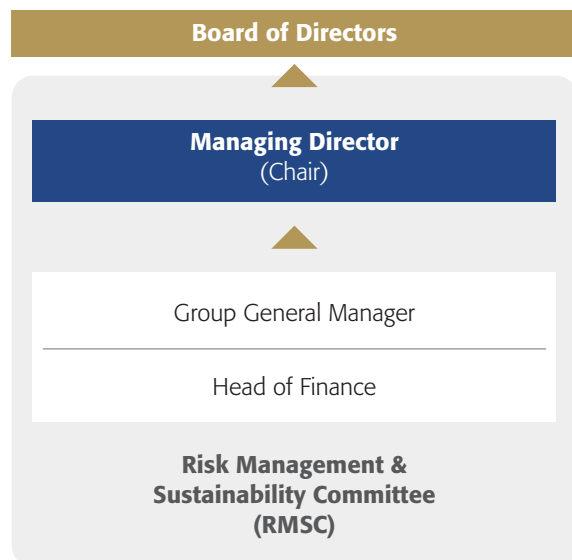 Board of Directors
Managing Director
(Chair)
Group General Manager
Head of Finance
Risk Management &
Sustainability Committee
(RMSC)